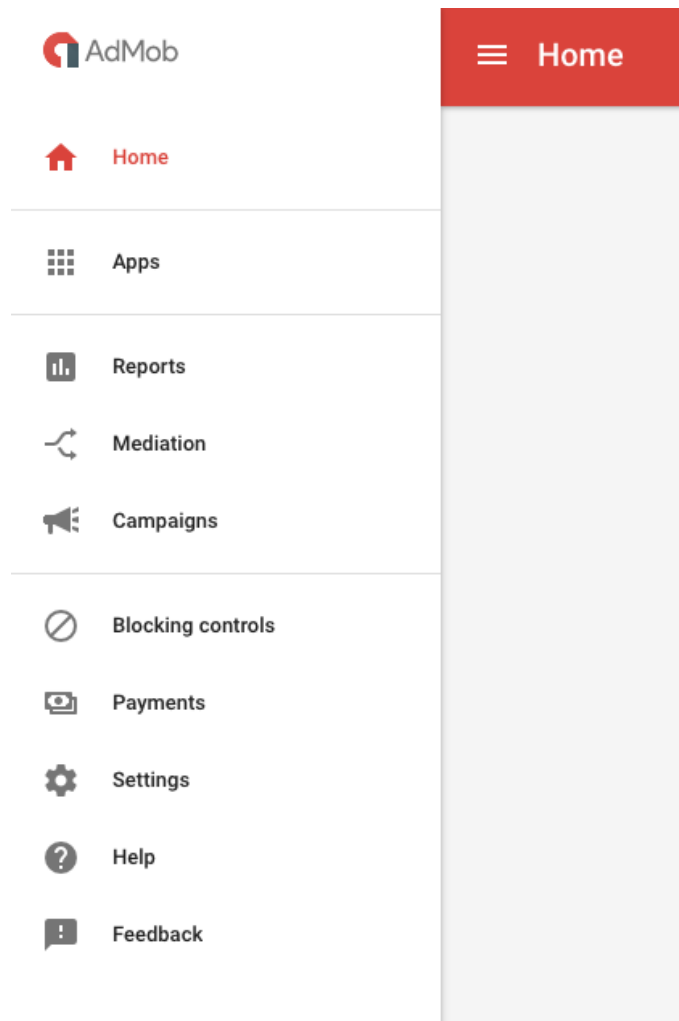 AdMob
Home
Home
Apps
Reports
Mediation
Campaigns
Blocking controls
Payments
Settings
Help
Feedback